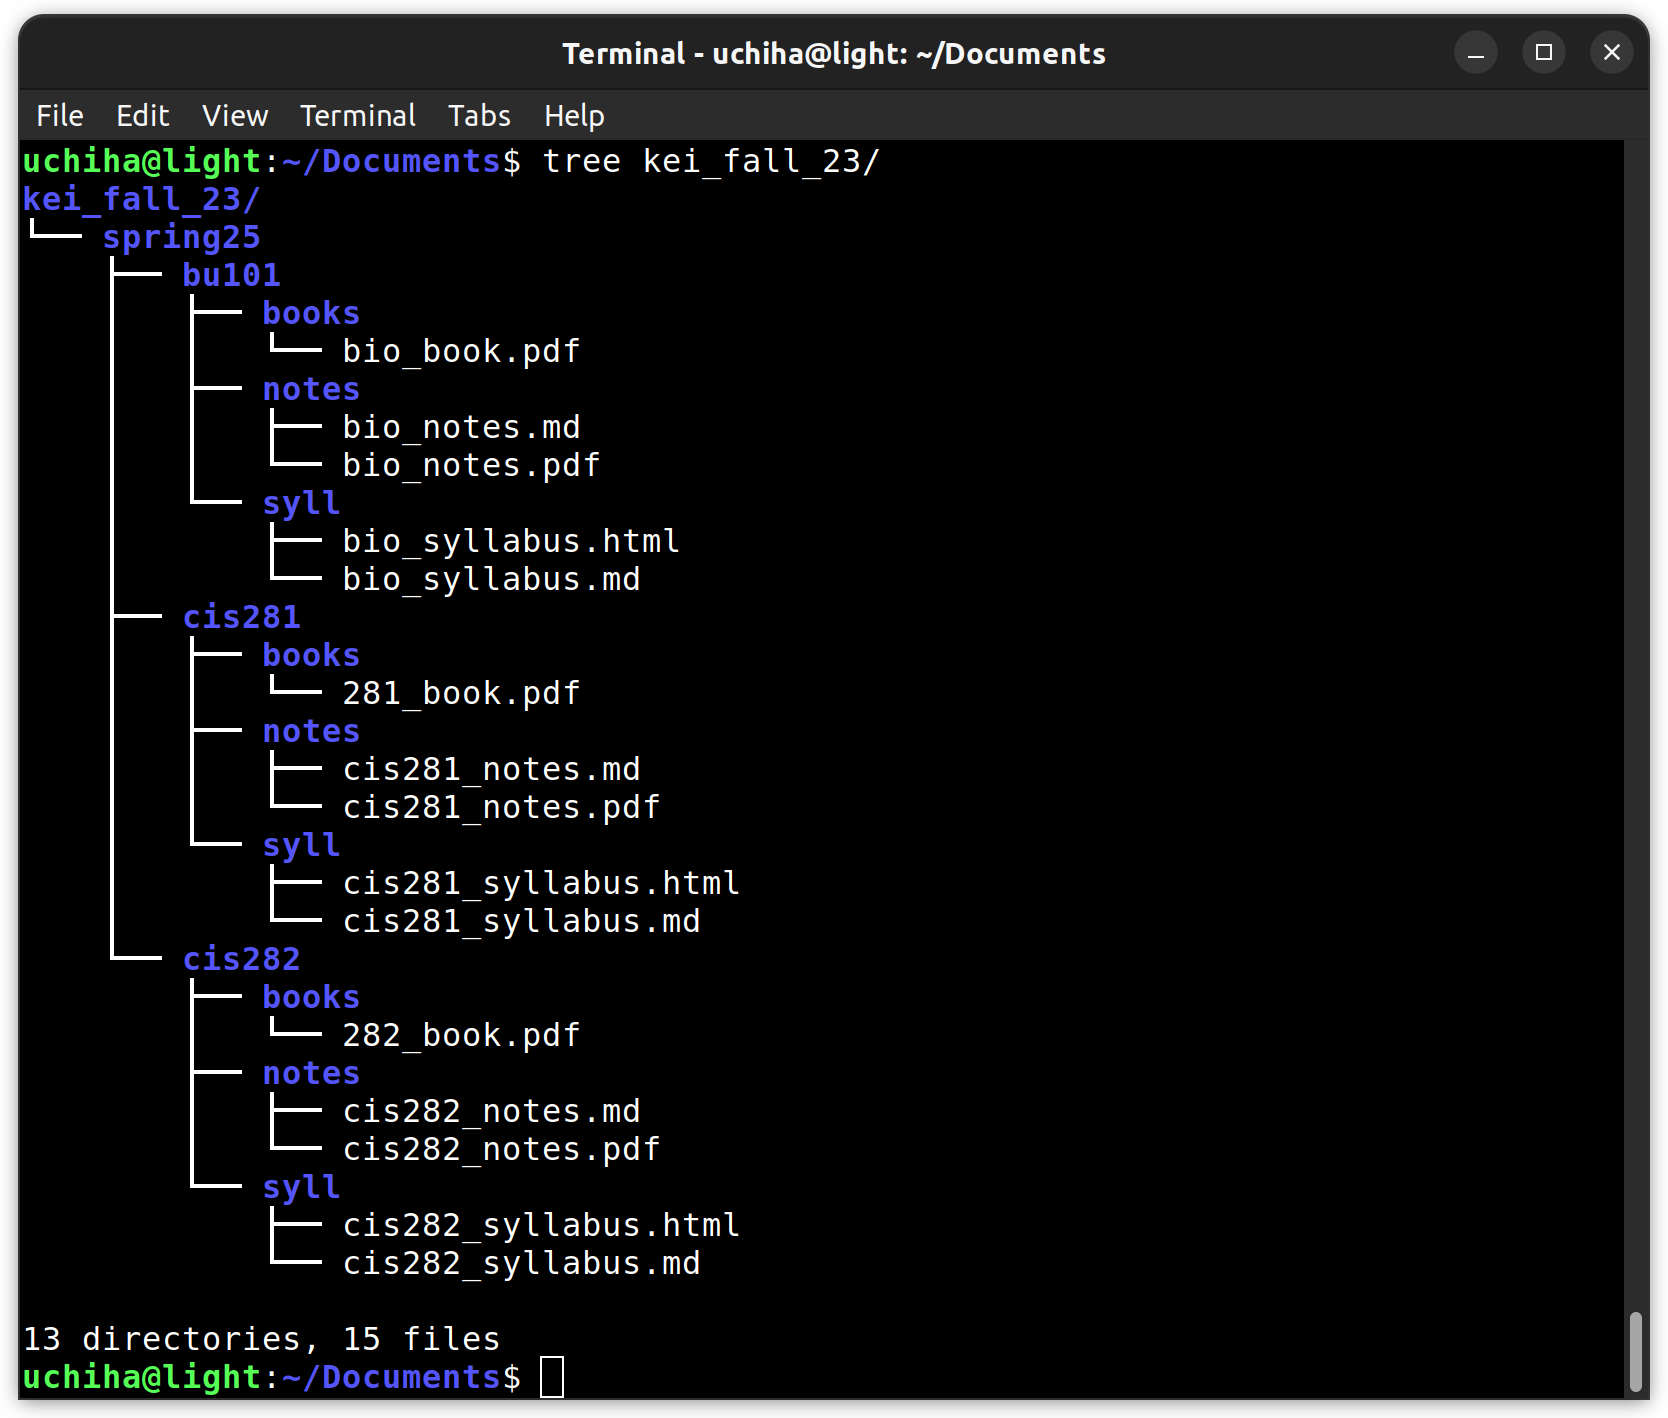 Terminal - uchiha@light: ~/Documents
File Edit View Terminal Tabs Help
uchiha@light:~/Documents$ tree kei_fall_23/
kei_fall_23/
└── spring25
    ├── bu101
    │   ├── books
    │   │   └── bio_book.pdf
    │   ├── notes
    │   │   ├── bio_notes.md
    │   │   └── bio_notes.pdf
    │   └── syll
    │       ├── bio_syllabus.html
    │       └── bio_syllabus.md
    ├── cis281
    │   ├── books
    │   │   └── 281_book.pdf
    │   ├── notes
    │   │   ├── cis281_notes.md
    │   │   └── cis281_notes.pdf
    │   └── syll
    │       ├── cis281_syllabus.html
    │       └── cis281_syllabus.md
    └── cis282
        ├── books
        │   └── 282_book.pdf
        ├── notes
        │   ├── cis282_notes.md
        │   └── cis282_notes.pdf
        └── syll
            ├── cis282_syllabus.html
            └── cis282_syllabus.md

13 directories, 15 files
uchiha@light:~/Documents$